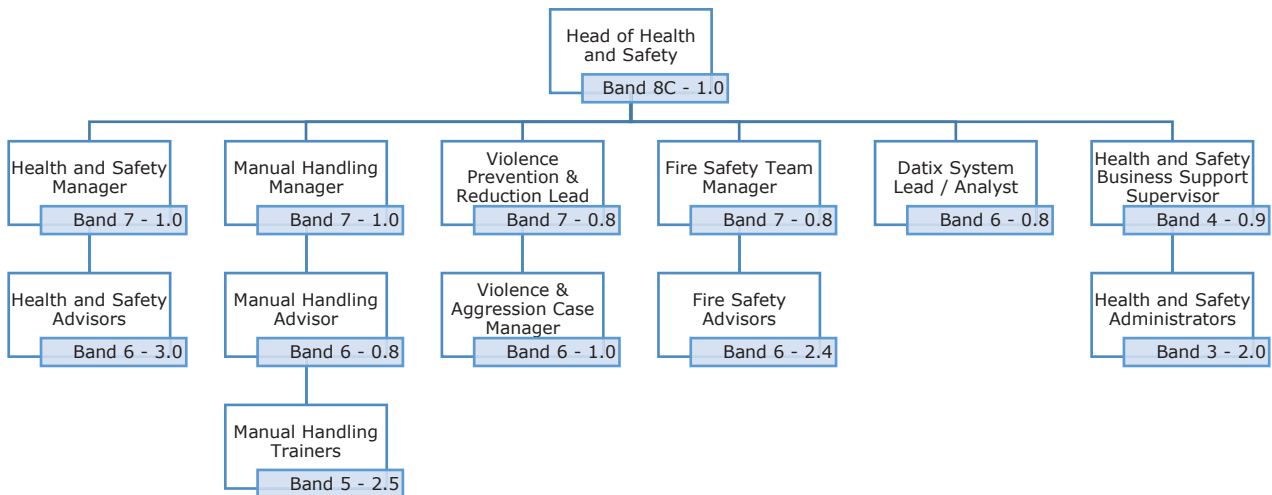 Head of Health
and Safety
Band 8C - 1.0
Health and Safety
Manager
Band 7 - 1.0
Manual Handling
Manager
Band 7 - 1.0
Violence
Prevention &
Reduction Lead
Band 7 - 0.8
Fire Safety Team
Manager
Band 7 - 0.8
Datix System
Lead / Analyst
Band 6 - 0.8
Health and Safety
Business Support
Supervisor
Band 4 - 0.9
Health and Safety
Advisors
Band 6 - 3.0
Manual Handling
Advisor
Band 6 - 0.8
Violence &
Aggression Case
Manager
Band 6 - 1.0
Fire Safety
Advisors
Band 6 - 2.4
Health and Safety
Administrators
Band 3 - 2.0
Manual Handling
Trainers
Band 5 - 2.5